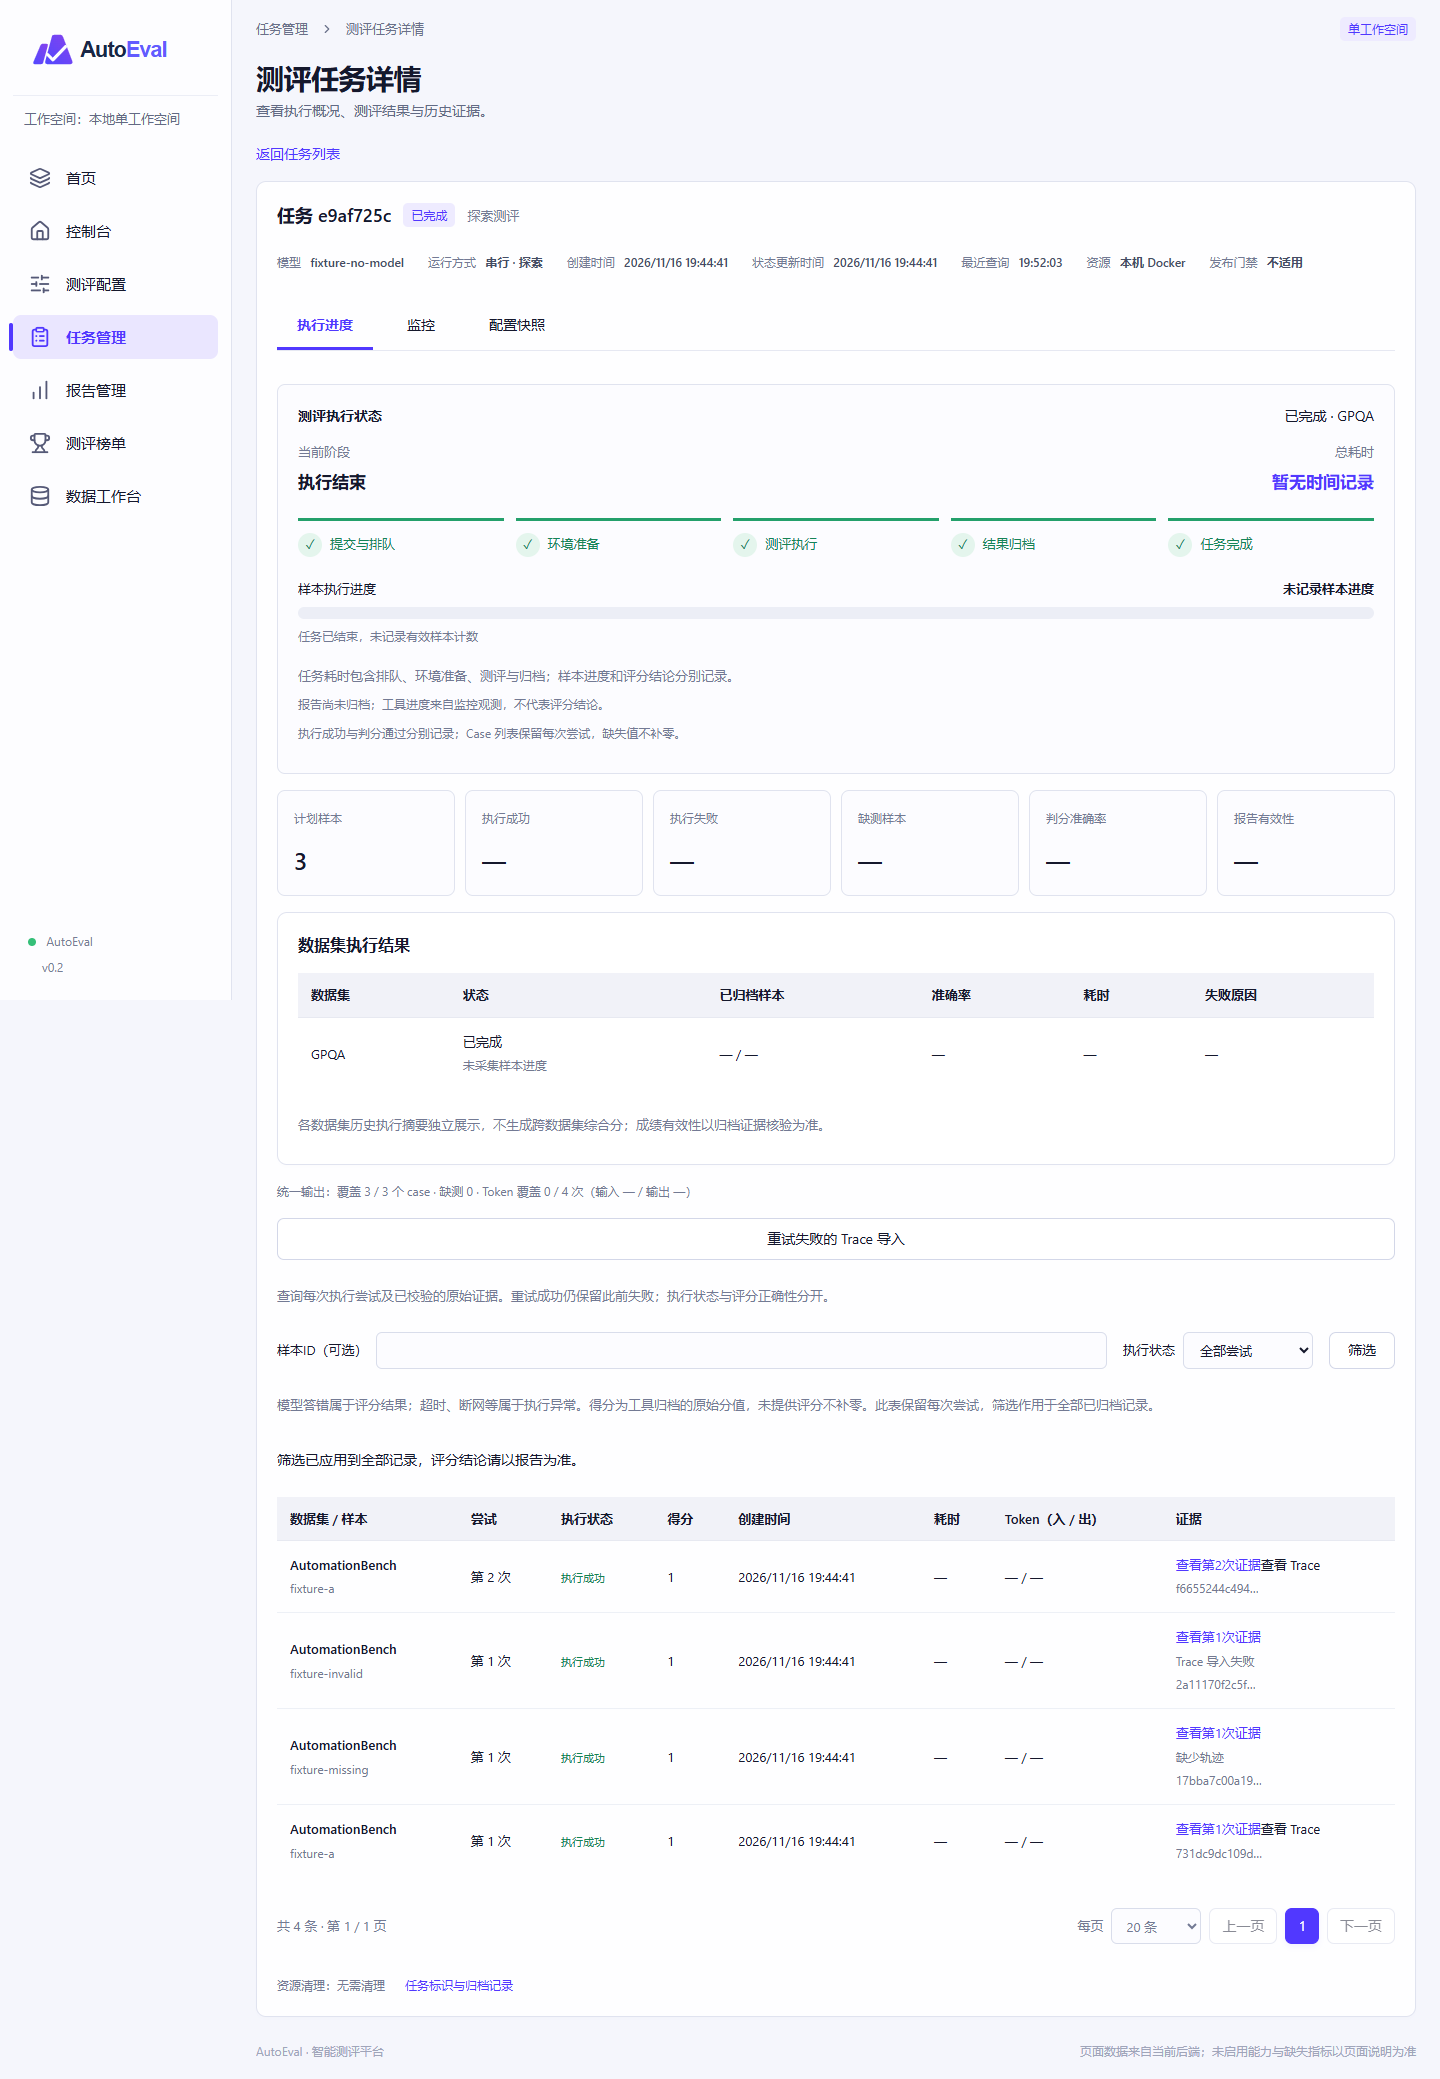 AutoEval
工作空间：本地单工作空间
首页
控制台
测评配置
任务管理
报告管理
测评榜单
数据工作台
AutoEval
v0.2
任务管理 › 测评任务详情
单工作空间
测评任务详情
查看执行概况、测评结果与历史证据。
返回任务列表
任务 e9af725c 已完成 探索测评
模型 fixture-no-model 运行方式 串行 · 探索 创建时间 2026/11/16 19:44:41 状态更新时间 2026/11/16 19:44:41 最近查询 19:52:03 资源 本机 Docker 发布门禁 不适用
执行进度 监控 配置快照
测评执行状态 已完成 · GPQA
当前阶段 总耗时
执行结束 暂无时间记录
✓ 提交与排队 ✓ 环境准备 ✓ 测评执行 ✓ 结果归档 ✓ 任务完成
样本执行进度 未记录样本进度
任务已结束，未记录有效样本计数
任务耗时包含排队、环境准备、测评与归档；样本进度和评分结论分别记录。
报告尚未归档；工具进度来自监控观测，不代表评分结论。
执行成功与判分通过分别记录；Case 列表保留每次尝试，缺失值不补零。
计划样本 执行成功 执行失败 缺测样本 判分准确率 报告有效性
3 — — — — —
数据集执行结果
数据集 状态 已归档样本 准确率 耗时 失败原因
GPQA 已完成 — / — — — —
未采集样本进度
各数据集历史执行摘要独立展示，不生成跨数据集综合分；成绩有效性以归档证据核验为准。
统一输出：覆盖 3 / 3 个 case · 缺测 0 · Token 覆盖 0 / 4 次（输入 — / 输出 —）
重试失败的 Trace 导入
查询每次执行尝试及已校验的原始证据。重试成功仍保留此前失败；执行状态与评分正确性分开。
样本ID（可选） 执行状态 全部尝试 筛选
模型答错属于评分结果；超时、断网等属于执行异常。得分为工具归档的原始分值，未提供评分不补零。此表保留每次尝试，筛选作用于全部已归档记录。
筛选已应用到全部记录，评分结论请以报告为准。
数据集 / 样本 尝试 执行状态 得分 创建时间 耗时 Token（入 / 出） 证据
AutomationBench 第 2 次 执行成功 1 2026/11/16 19:44:41 — — / — 查看第2次证据查看 Trace
fixture-a f6655244c494...
查看第1次证据
AutomationBench 第 1 次 执行成功 1 2026/11/16 19:44:41 — — / — Trace 导入失败
fixture-invalid 2a11170f2c5f...
查看第1次证据
AutomationBench 第 1 次 执行成功 1 2026/11/16 19:44:41 — — / — 缺少轨迹
fixture-missing 17bba7c00a19...
AutomationBench 第 1 次 执行成功 1 2026/11/16 19:44:41 — — / — 查看第1次证据查看 Trace
fixture-a 731dc9dc109d...
共 4 条 · 第 1 / 1 页 每页 20 条 上一页 1 下一页
资源清理：无需清理 任务标识与归档记录
AutoEval · 智能测评平台 页面数据来自当前后端；未启用能力与缺失指标以页面说明为准